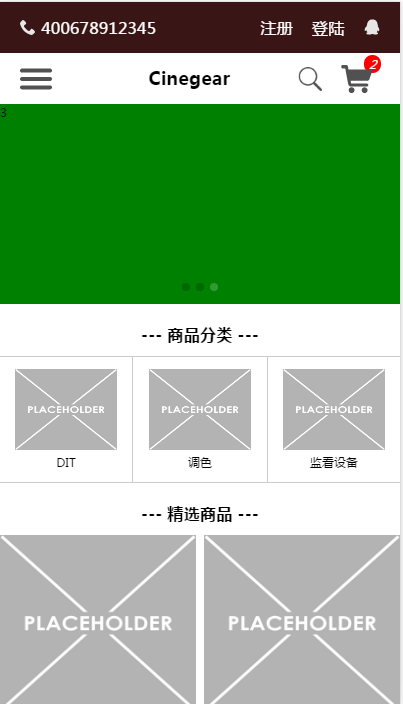 400678912345 注册 登陆
Cinegear 2
3
--- 商品分类 ---
PLACEHOLDER PLACEHOLDER PLACEHOLDER
DIT 调色 监看设备
--- 精选商品 ---
PLACEHOLDER PLACEHOLDER